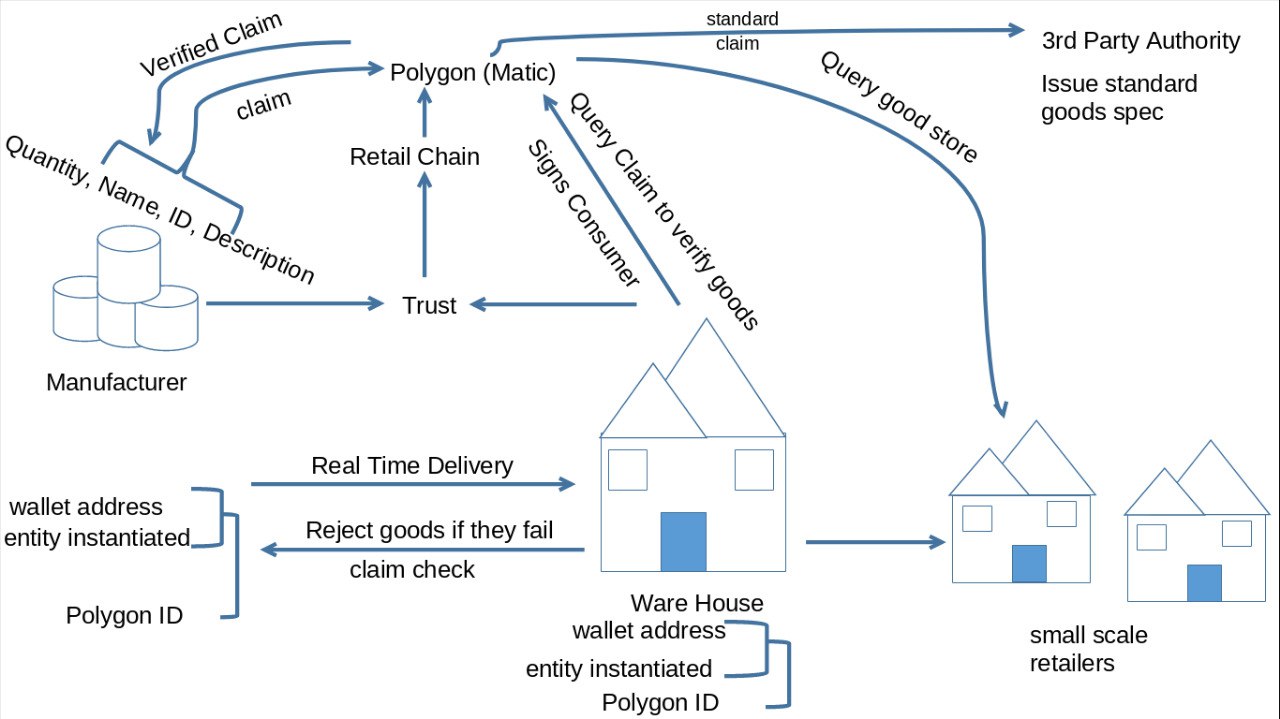 Verified Claim
standard
claim
3rd Party Authority
Issue standard
goods spec
Polygon (Matic)
claim
Query good store
Quantity, Name, ID, Description
Retail Chain
Query Claim to verify goods
Signs Consumer
Trust
Manufacturer
Real Time Delivery
wallet address
entity instantiated
Reject goods if they fail
claim check
Polygon ID
Ware House
wallet address
entity instantiated
Polygon ID
small scale
retailers